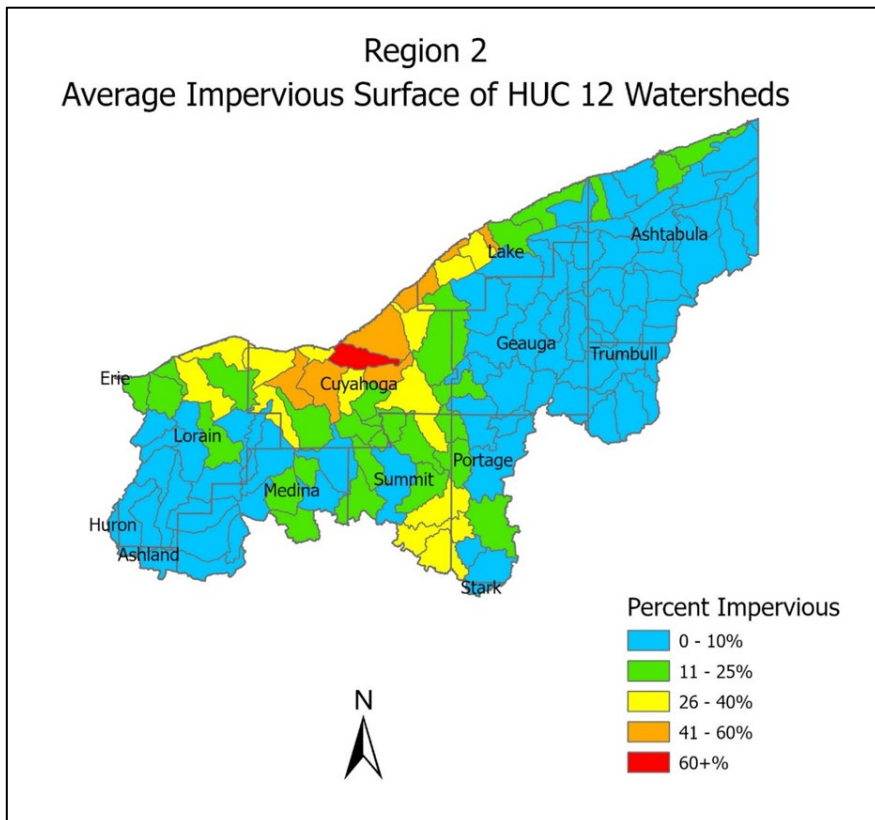 Region 2
Average Impervious Surface of HUC 12 Watersheds
Ashtabula
Lake
Geauga
Trumbull
Erie
Cuyahoga
Lorain
Portage
Summit
Medina
Huron
Ashland
Stark
Percent Impervious
0 - 10%
11 - 25%
26 - 40%
41 - 60%
60+%
N